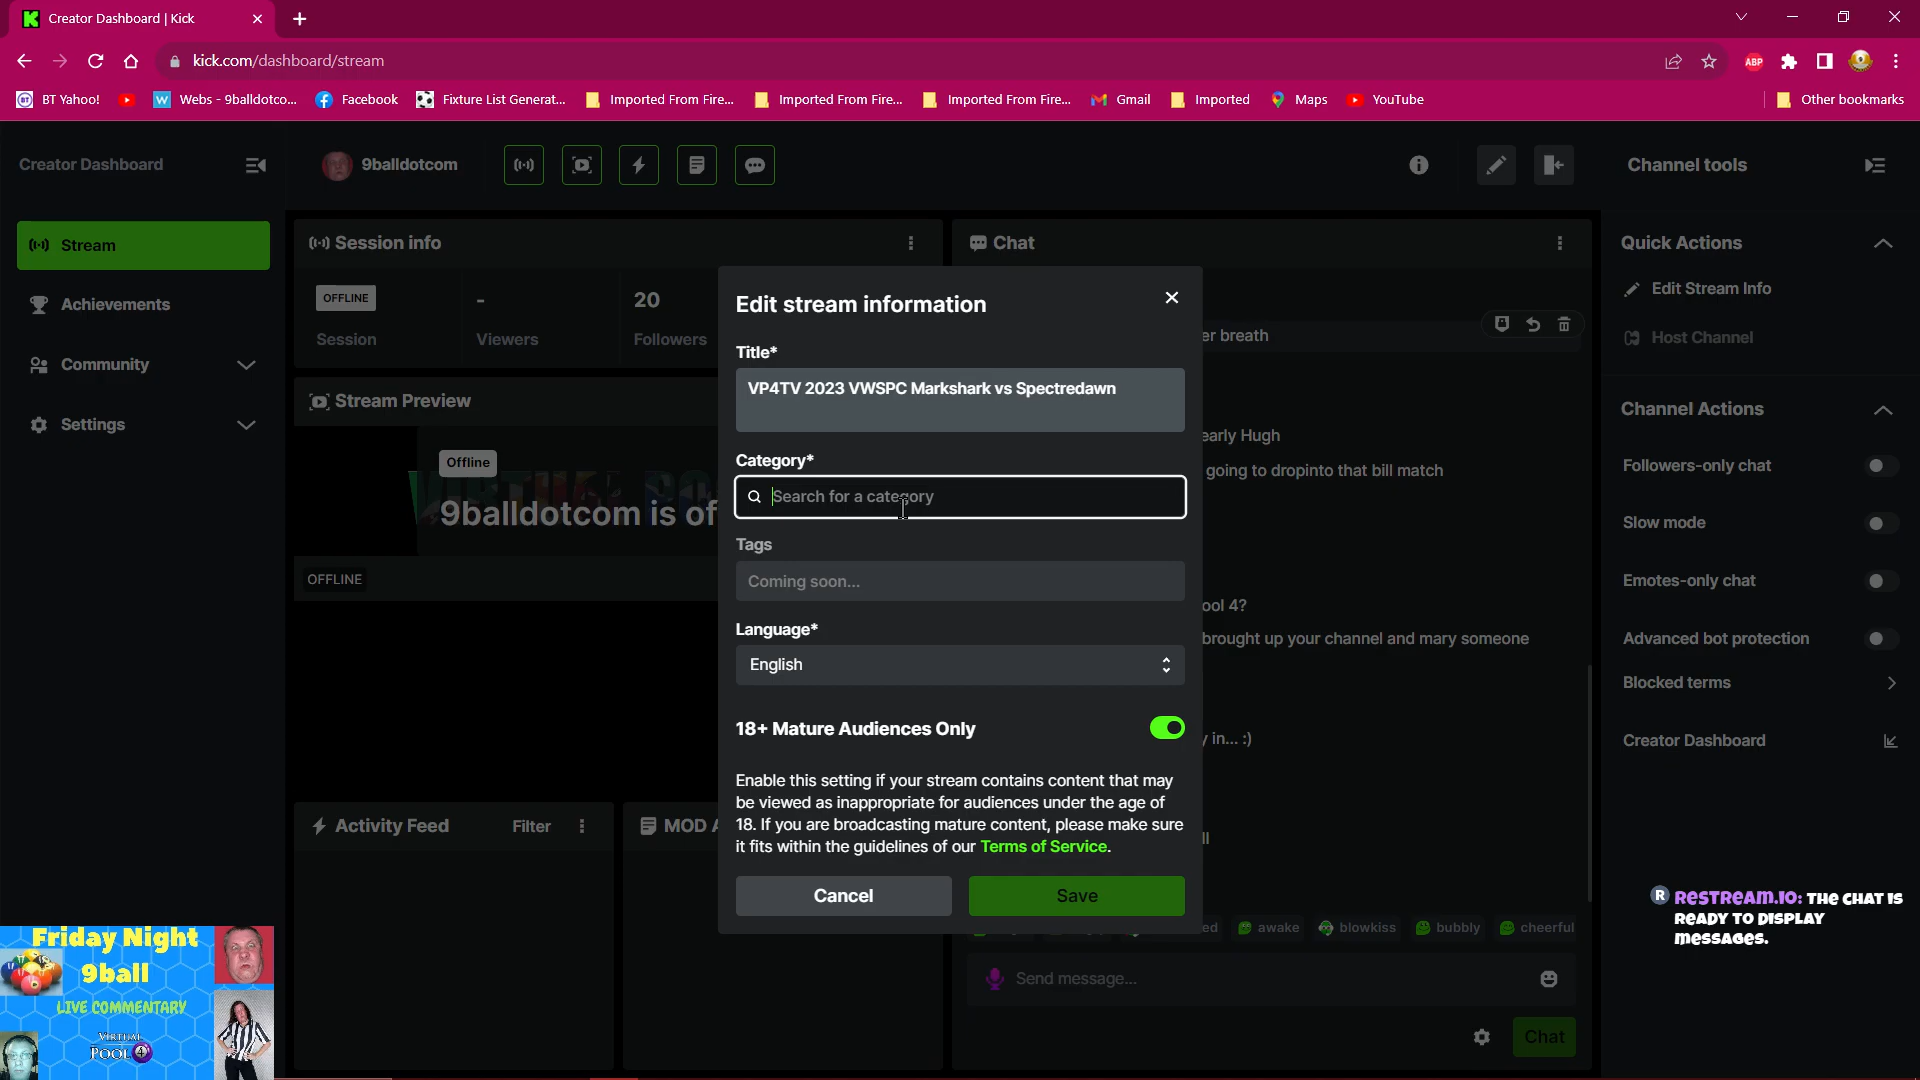 Creator Dashboard | Kick
kick.com/dashboard/stream
ABP
BT Yahoo!
Webs - 9balldotco...
Facebook
Fixture List Generat...
Imported From Fire...
Imported From Fire...
Imported From Fire...
Gmail
Imported
Maps
YouTube
Other bookmarks
Creator Dashboard
9balldotcom
Channel tools
Stream
Achievements
Community
Settings
Session info
OFFLINE
-
20
Session
Viewers
Followers
Stream Preview
Offline
9balldotcom is of
OFFLINE
Activity Feed
Filter
MOD A
Chat
er breath
early Hugh
going to dropinto that bill match
ool 4?
brought up your channel and mary someone
y in... :)
ll
ed
awake
blowkiss
bubbly
cheerful
Send message...
Chat
Edit stream information
Title*
VP4TV 2023 VWSPC Markshark vs Spectredawn
Category*
Search for a category
Tags
Coming soon...
Language*
English
18+ Mature Audiences Only
Enable this setting if your stream contains content that may
be viewed as inappropriate for audiences under the age of
18. If you are broadcasting mature content, please make sure
it fits within the guidelines of our Terms of Service.
Cancel
Save
Quick Actions
Edit Stream Info
Host Channel
Channel Actions
Followers-only chat
Slow mode
Emotes-only chat
Advanced bot protection
Blocked terms
Creator Dashboard
R Restream.io: The chat is
ready to display
messages.
Friday Night
9ball
LIVE COMMENTARY
VIRTUAL
POOL 4